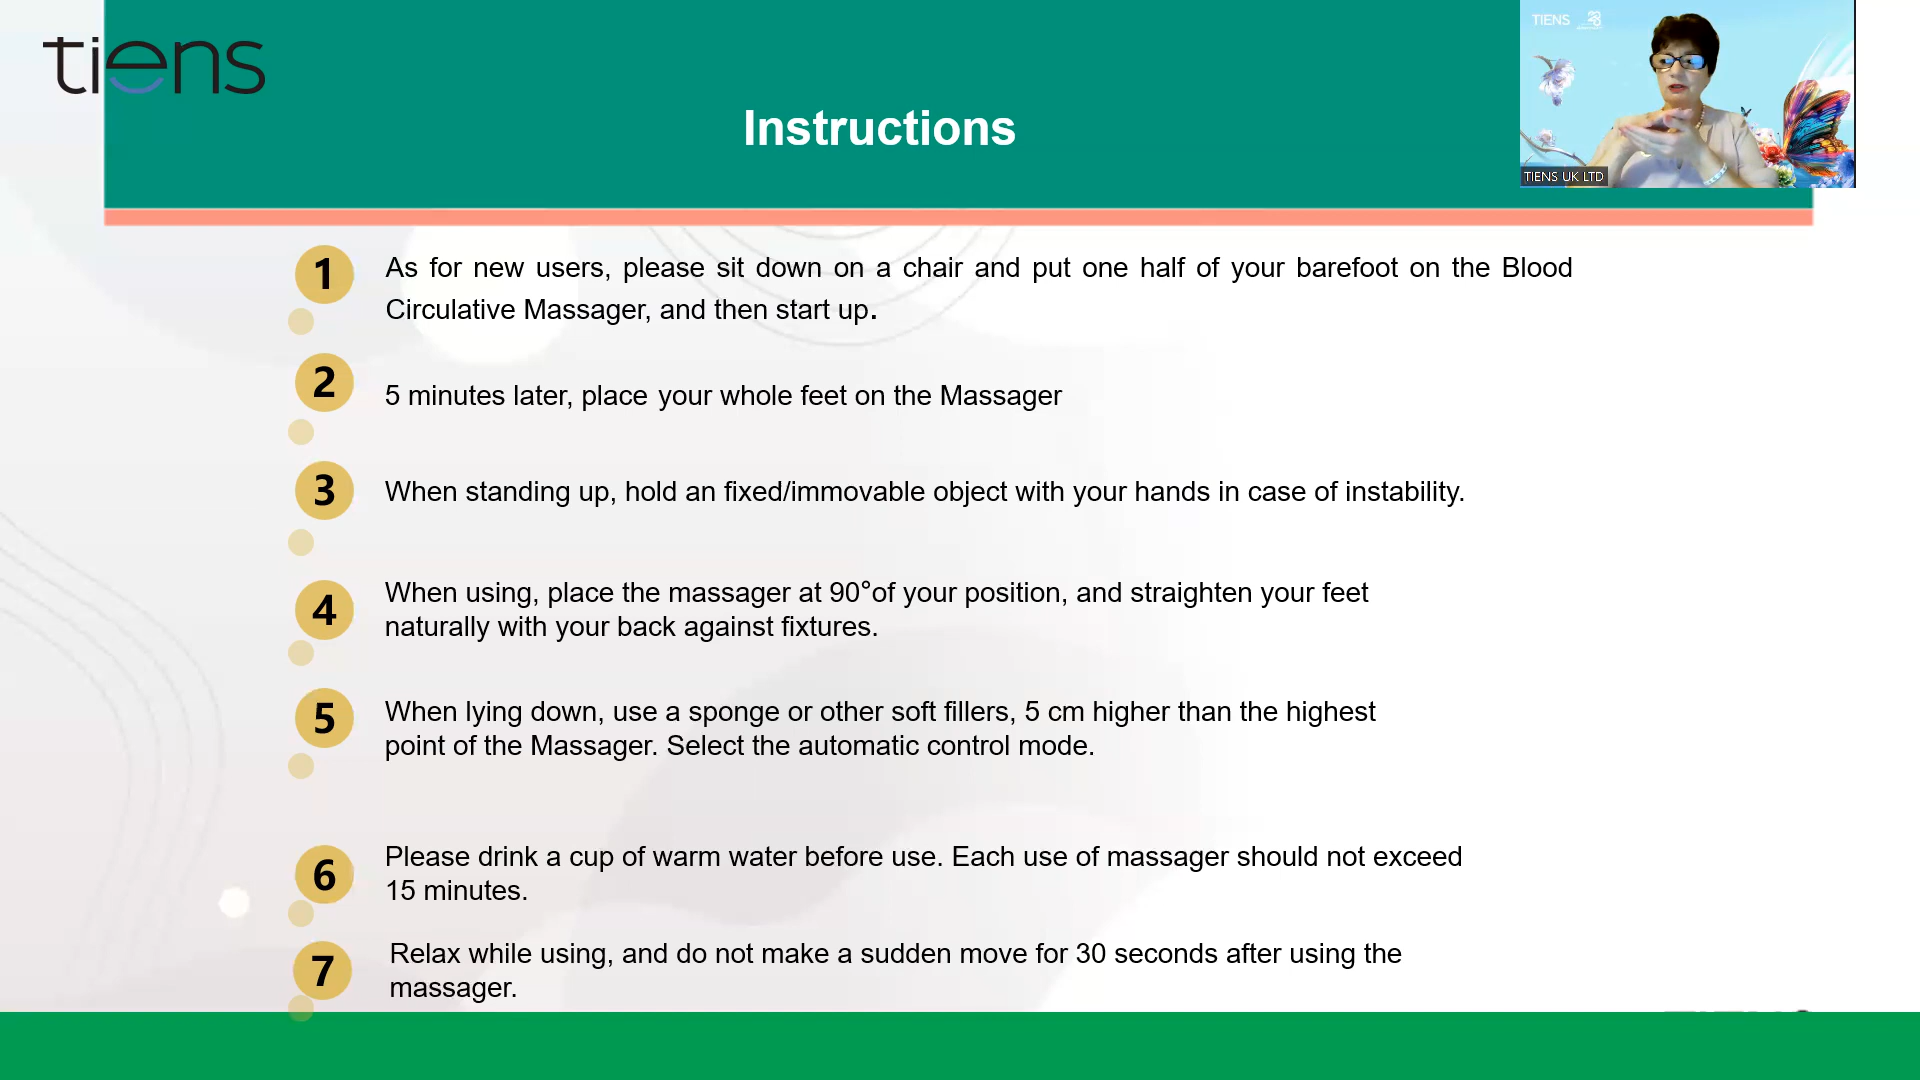 tiens
TIENS 28
Instructions
TIENS UK LTD
1
As for new users, please sit down on a chair and put one half of your barefoot on the Blood
Circulative Massager, and then start up.
2
5 minutes later, place your whole feet on the Massager
3
When standing up, hold an fixed/immovable object with your hands in case of instability.
4
When using, place the massager at 90°of your position, and straighten your feet
naturally with your back against fixtures.
5
When lying down, use a sponge or other soft fillers, 5 cm higher than the highest
point of the Massager. Select the automatic control mode.
6
Please drink a cup of warm water before use. Each use of massager should not exceed
15 minutes.
7
Relax while using, and do not make a sudden move for 30 seconds after using the
massager.